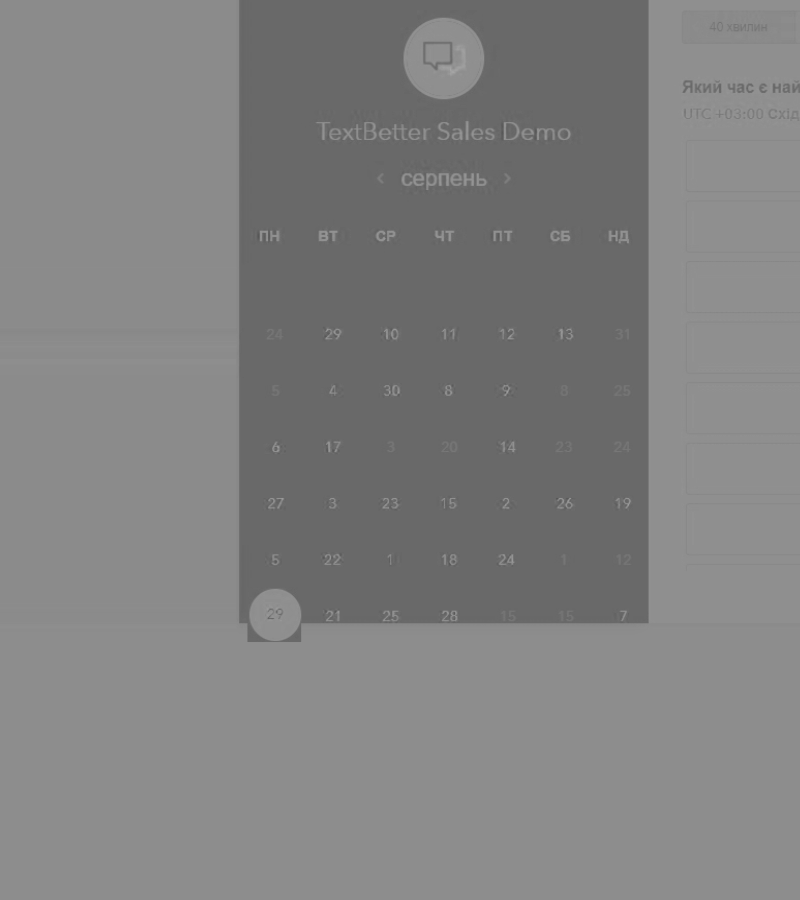 40 хвилин
TextBetter Sales Demo
Який час є най
UTC +03:00 Схід
серпень
ПН ВТ СР ЧТ ПТ СБ НД
24 29 10 11 12 13 31
5 4 30 8 9 8 25
6 17 3 20 14 23 24
27 3 23 15 2 26 19
5 22 1 18 24 1 12
29 21 25 28 15 15 7